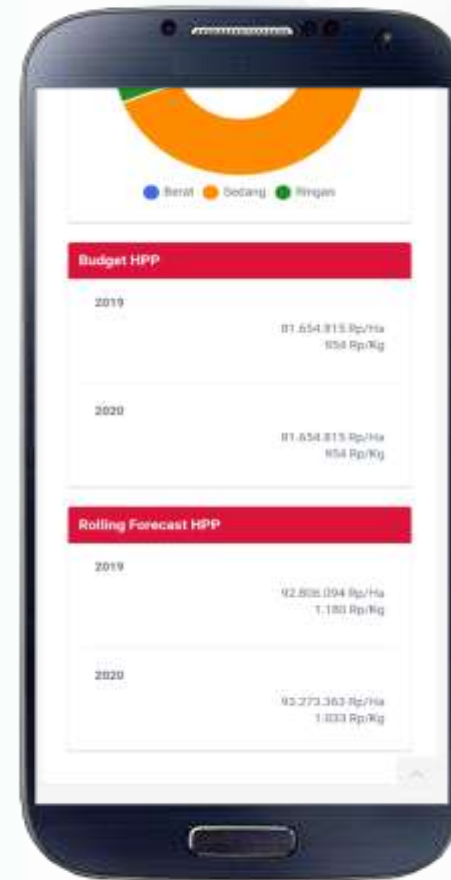 Berat Sedang Ringan
Budget HPP
2019
81.654.815 Rp/Ha
954 Rp/Kg
2020
81.654.815 Rp/Ha
954 Rp/Kg
Rolling Forecast HPP
2019
92.806.094 Rp/Ha
1.180 Rp/Kg
2020
93.273.363 Rp/Ha
1.033 Rp/Kg